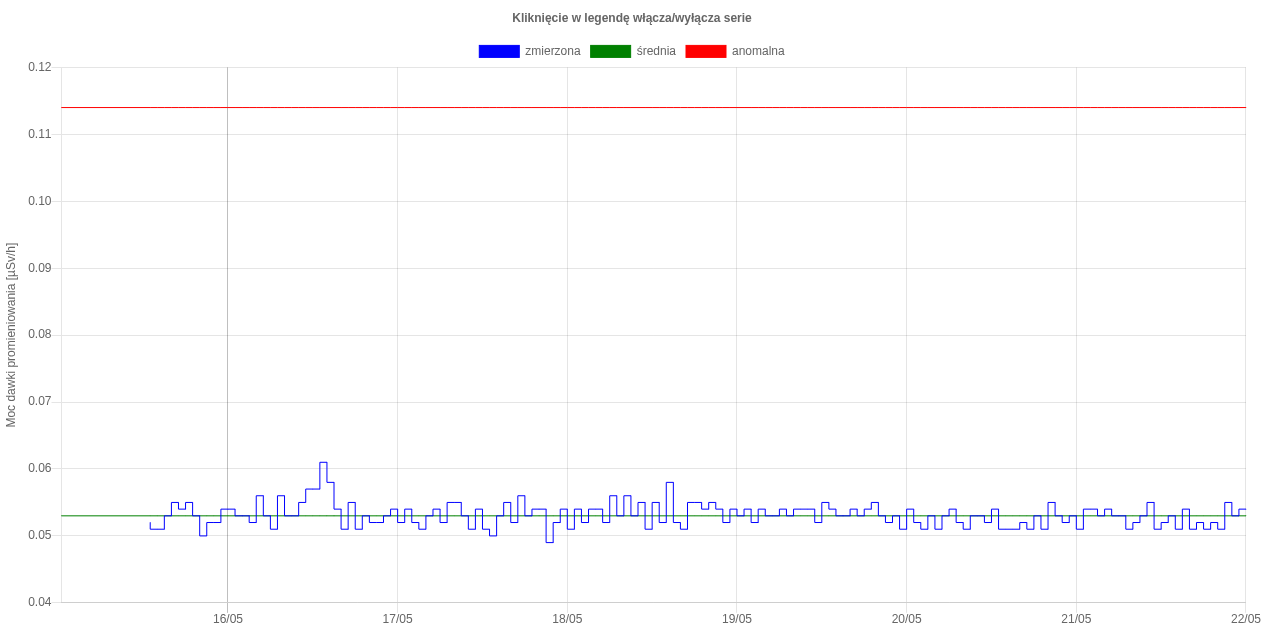 Kliknięcie w legendę włącza/wyłącza serie
zmierzona średnia anomalna
Moc dawki promieniowania [µSv/h]
0.12
0.11
0.10
0.09
0.08
0.07
0.06
0.05
0.04
16/05 17/05 18/05 19/05 20/05 21/05 22/05